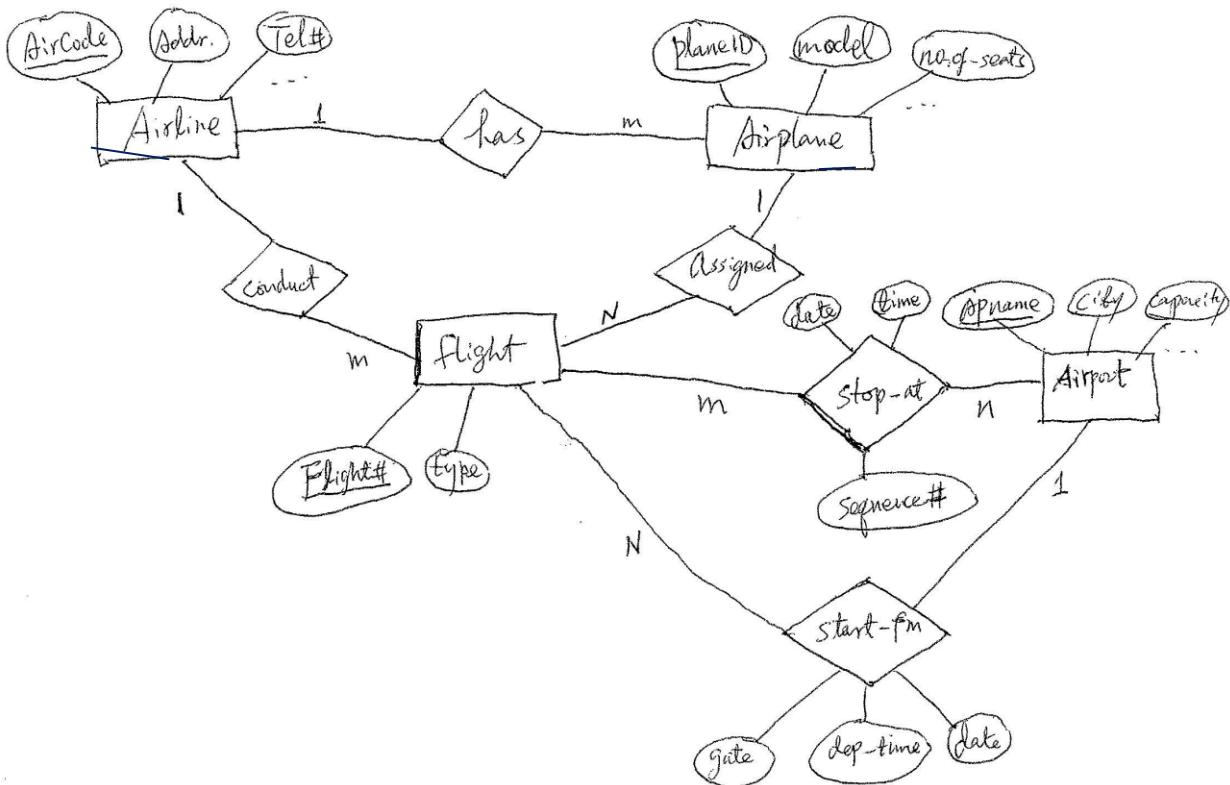 AirCode
Addr.
Tel#
...
Airline
1
has
m
planeID
model
no.of-seats
...
Airplane
1
conduct
m
1
Assigned
N
flight
Flight#
type
m
date
time
stop-at
sequence#
n
Apname
city
capacity
...
Airport
N
1
start-fm
gate
dep-time
date